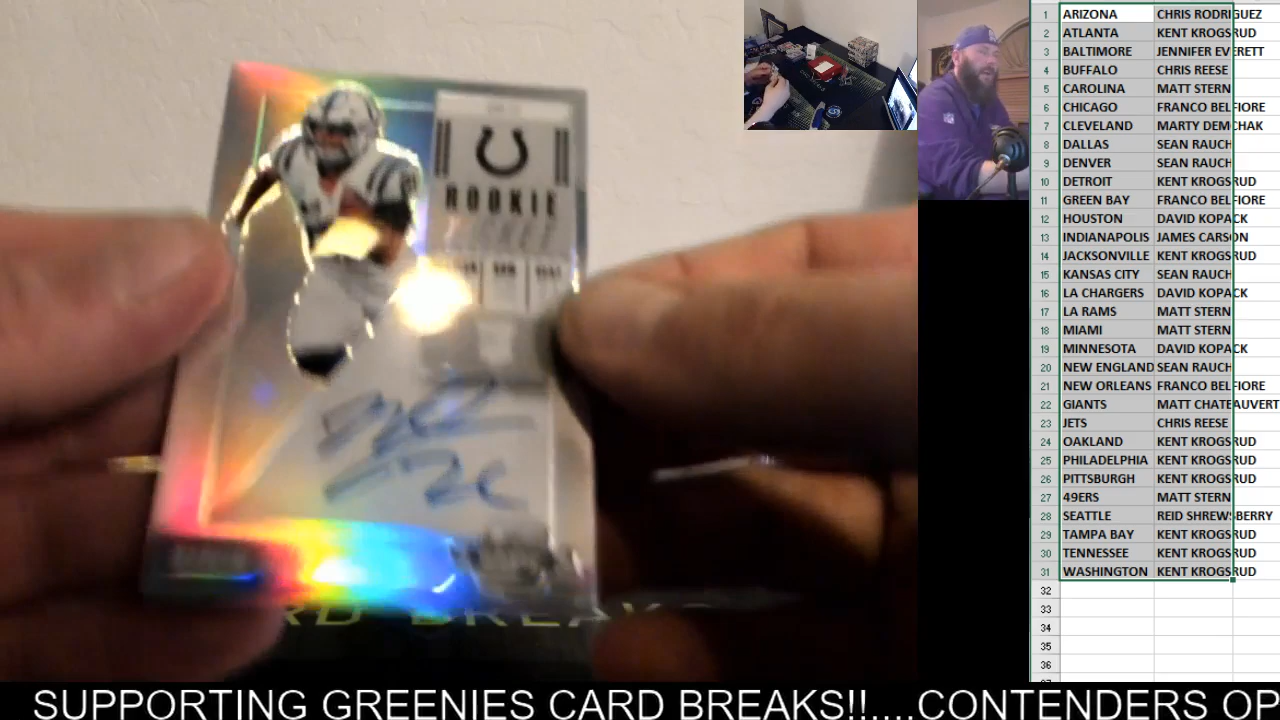 ROOKIE
TICKET
RD BREA
1 ARIZONA CHRIS RODRIGUEZ
2 ATLANTA KENT KROGSRUD
3 BALTIMORE JENNIFER EVERETT
4 BUFFALO CHRIS REESE
5 CAROLINA MATT STERN
6 CHICAGO FRANCO BELFIORE
7 CLEVELAND MARTY DEMCHAK
8 DALLAS SEAN RAUCH
9 DENVER SEAN RAUCH
10 DETROIT KENT KROGSRUD
11 GREEN BAY FRANCO BELFIORE
12 HOUSTON DAVID KOPACK
13 INDIANAPOLIS JAMES CARSON
14 JACKSONVILLE KENT KROGSRUD
15 KANSAS CITY SEAN RAUCH
16 LA CHARGERS DAVID KOPACK
17 LA RAMS MATT STERN
18 MIAMI MATT STERN
19 MINNESOTA DAVID KOPACK
20 NEW ENGLAND SEAN RAUCH
21 NEW ORLEANS FRANCO BELFIORE
22 GIANTS MATT CHATEAUVERT
23 JETS CHRIS REESE
24 OAKLAND KENT KROGSRUD
25 PHILADELPHIA KENT KROGSRUD
26 PITTSBURGH KENT KROGSRUD
27 49ERS MATT STERN
28 SEATTLE REID SHREWSBERRY
29 TAMPA BAY KENT KROGSRUD
30 TENNESSEE KENT KROGSRUD
31 WASHINGTON KENT KROGSRUD
32
33
34
35
36
SUPPORTING GREENIES CARD BREAKS!!....CONTENDERS OP